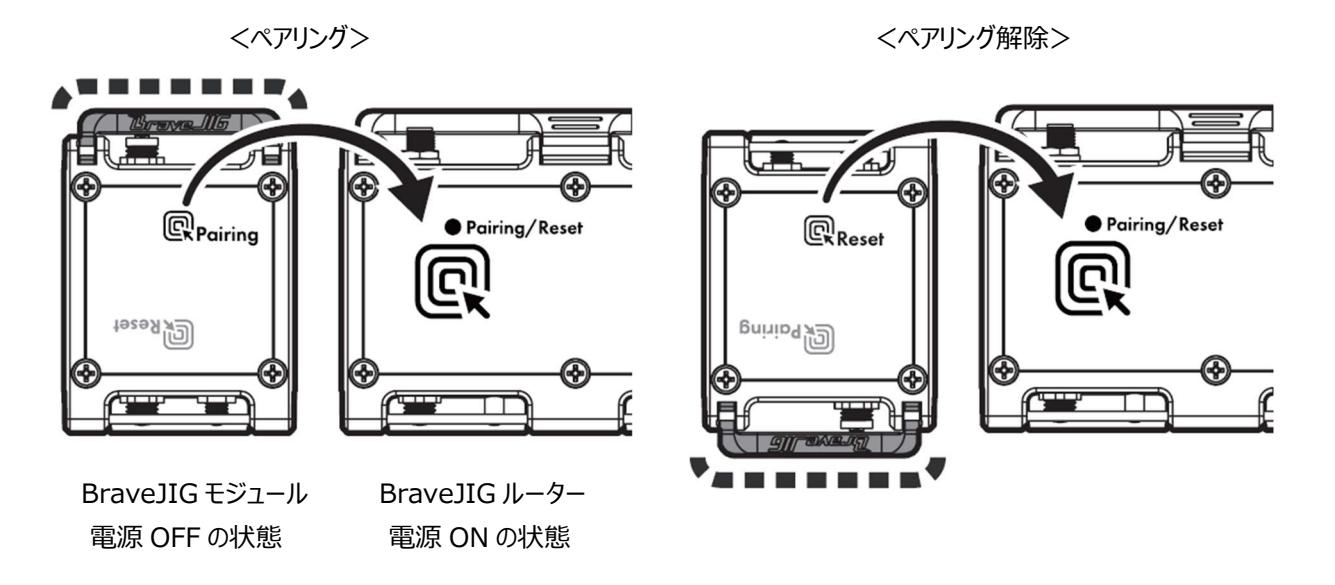 <ペアリング>
BraveJIG
Pairing
Reset
Pairing/Reset
BraveJIG モジュール
電源 OFF の状態
BraveJIG ルーター
電源 ON の状態
<ペアリング解除>
Reset
Pairing
BraveJIG
Pairing/Reset